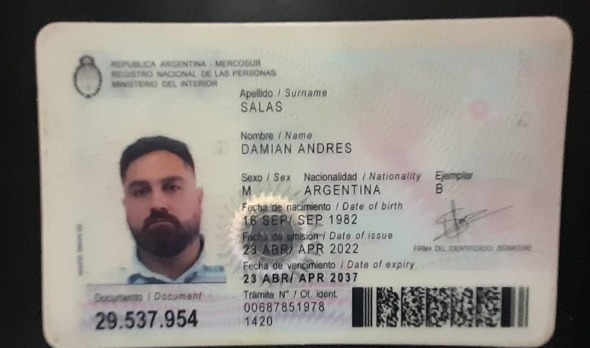 REPUBLICA ARGENTINA - MERCOSUR
REGISTRO NACIONAL DE LAS PERSONAS
MINISTERIO DEL INTERIOR
Apellido / Surname
SALAS
Nombre / Name
DAMIAN ANDRES
Sexo / Sex Nacionalidad / Nationality Ejemplar
M ARGENTINA B
Fecha de nacimiento / Date of birth
16 SEP/ SEP 1982
Fecha de emisión / Date of issue
23 ABR/ APR 2022
FIRMA DEL IDENTIFICADO/ SIGNATURE
Fecha de vencimiento / Date of expiry
23 ABR/ APR 2037
Documento / Document
29.537.954
Trámite N° / Of. ident.
00687851978
1420